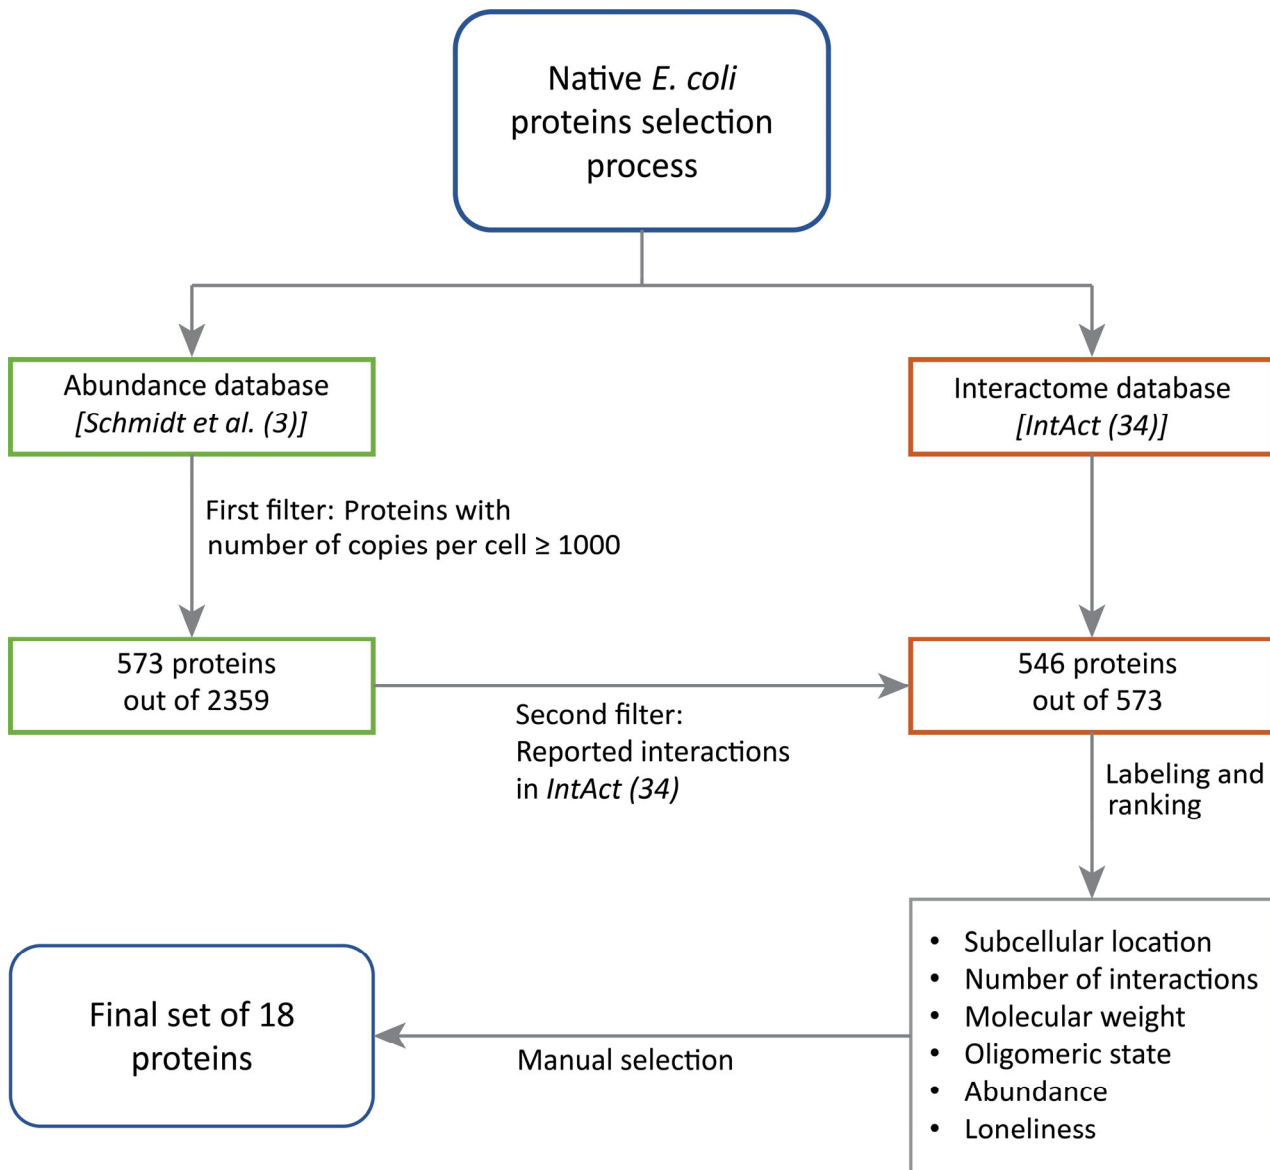 Native E. coli
proteins selection
process
Abundance database
[Schmidt et al. (3)]
Interactome database
[IntAct (34)]
First filter: Proteins with
number of copies per cell ≥ 1000
573 proteins
out of 2359
546 proteins
out of 573
Second filter:
Reported interactions
in IntAct (34)
Labeling and
ranking
• Subcellular location
• Number of interactions
• Molecular weight
• Oligomeric state
• Abundance
• Loneliness
Manual selection
Final set of 18
proteins